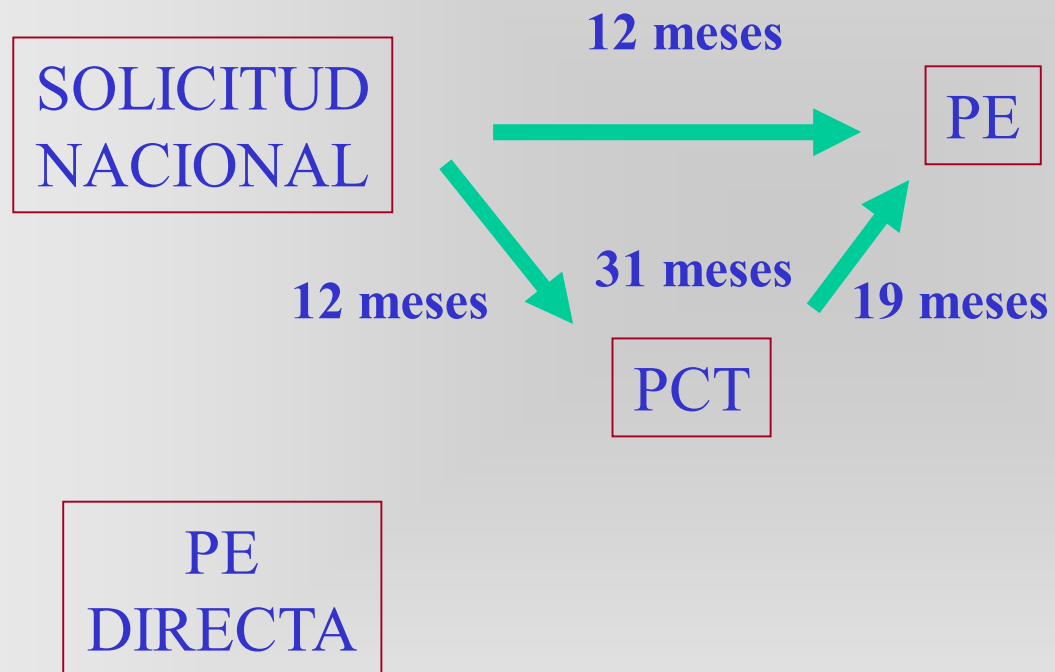 12 meses
SOLICITUD
NACIONAL
PE
31 meses
12 meses
19 meses
PCT
PE
DIRECTA